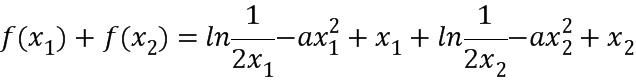 f(x₁) + f(x₂) = ln 1/(2x₁) − ax₁² + x₁ + ln 1/(2x₂) − ax₂² + x₂